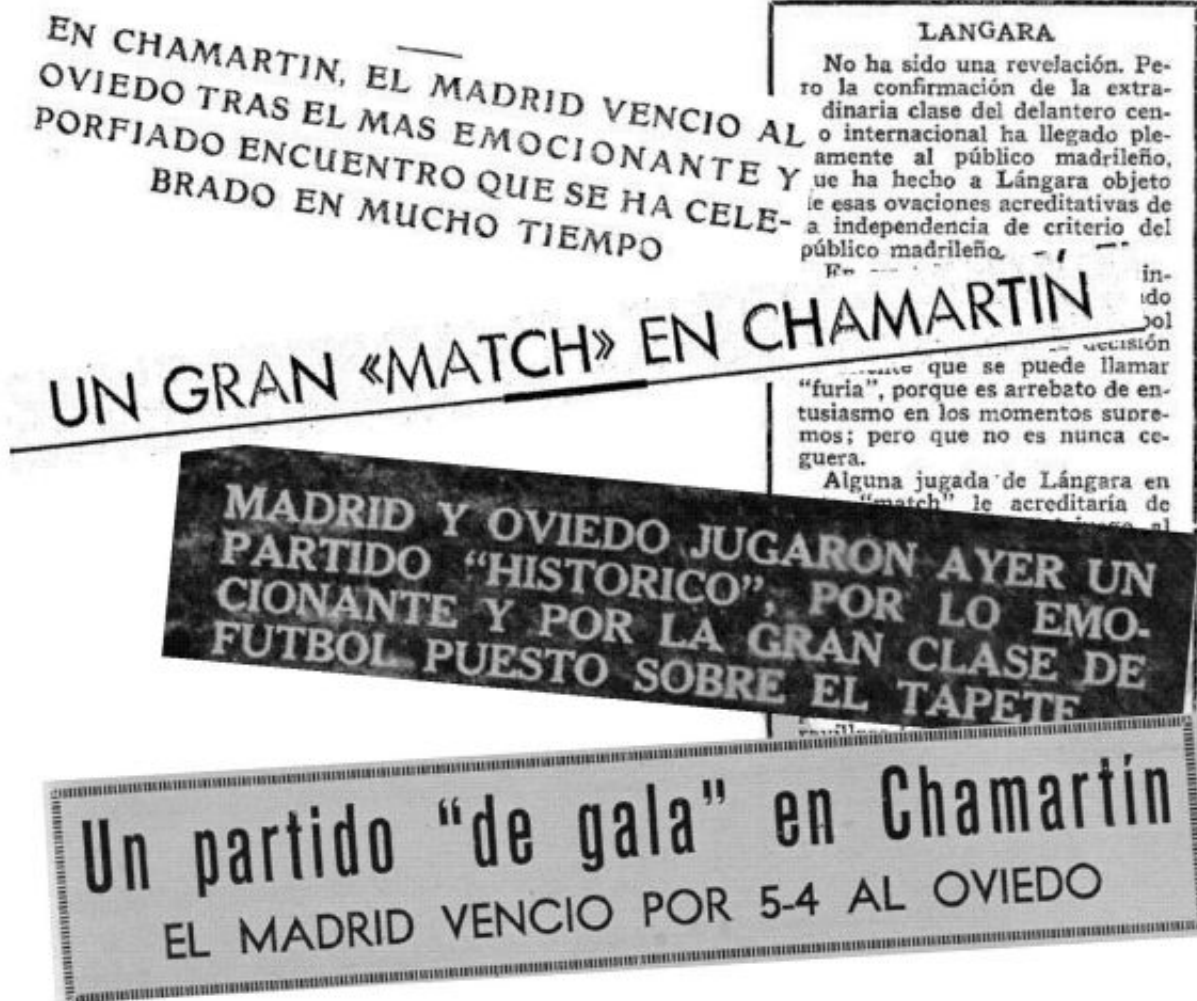 EN CHAMARTIN, EL MADRID VENCIO AL
OVIEDO TRAS EL MAS EMOCIONANTE Y
PORFIADO ENCUENTRO QUE SE HA CELE-
BRADO EN MUCHO TIEMPO
LANGARA
No ha sido una revelación. Pe-
ro la confirmación de la extra-
dinaria clase del delantero cen-
o internacional ha llegado ple-
amente al público madrileño,
ue ha hecho a Lángara objeto
e esas ovaciones acreditativas de
a independencia de criterio del
público madrileño.
in-
decisión
que se puede llamar
"furia", porque es arrebato de en-
tusiasmo en los momentos supre-
mos; pero que no es nunca ce-
guera.
Alguna jugada de Lángara en
"match" le acreditaría de
UN GRAN «MATCH» EN CHAMARTIN
MADRID Y OVIEDO JUGARON AYER UN
PARTIDO "HISTORICO", POR LO EMO-
CIONANTE Y POR LA GRAN CLASE DE
FUTBOL PUESTO SOBRE EL TAPETE
Un partido "de gala" en Chamartín
EL MADRID VENCIO POR 5-4 AL OVIEDO